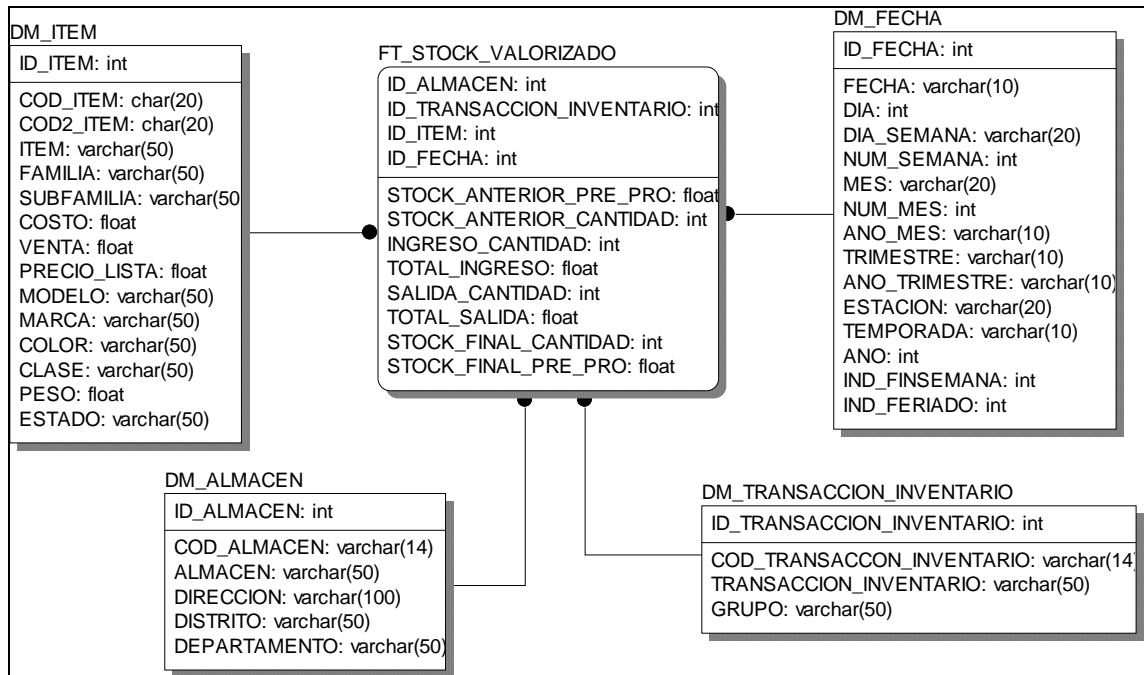 DM_ITEM
ID_ITEM: int
COD_ITEM: char(20)
COD2_ITEM: char(20)
ITEM: varchar(50)
FAMILIA: varchar(50)
SUBFAMILIA: varchar(50
COSTO: float
VENTA: float
PRECIO_LISTA: float
MODELO: varchar(50)
MARCA: varchar(50)
COLOR: varchar(50)
CLASE: varchar(50)
PESO: float
ESTADO: varchar(50)
FT_STOCK_VALORIZADO
ID_ALMACEN: int
ID_TRANSACCION_INVENTARIO: int
ID_ITEM: int
ID_FECHA: int
STOCK_ANTERIOR_PRE_PRO: float
STOCK_ANTERIOR_CANTIDAD: int
INGRESO_CANTIDAD: int
TOTAL_INGRESO: float
SALIDA_CANTIDAD: int
TOTAL_SALIDA: float
STOCK_FINAL_CANTIDAD: int
STOCK_FINAL_PRE_PRO: float
DM_FECHA
ID_FECHA: int
FECHA: varchar(10)
DIA: int
DIA_SEMANA: varchar(20)
NUM_SEMANA: int
MES: varchar(20)
NUM_MES: int
ANO_MES: varchar(10)
TRIMESTRE: varchar(10)
ANO_TRIMESTRE: varchar(10)
ESTACION: varchar(20)
TEMPORADA: varchar(10)
ANO: int
IND_FINSEMANA: int
IND_FERIADO: int
DM_ALMACEN
ID_ALMACEN: int
COD_ALMACEN: varchar(14)
ALMACEN: varchar(50)
DIRECCION: varchar(100)
DISTRITO: varchar(50)
DEPARTAMENTO: varchar(50)
DM_TRANSACCION_INVENTARIO
ID_TRANSACCION_INVENTARIO: int
COD_TRANSACCON_INVENTARIO: varchar(14)
TRANSACCION_INVENTARIO: varchar(50)
GRUPO: varchar(50)